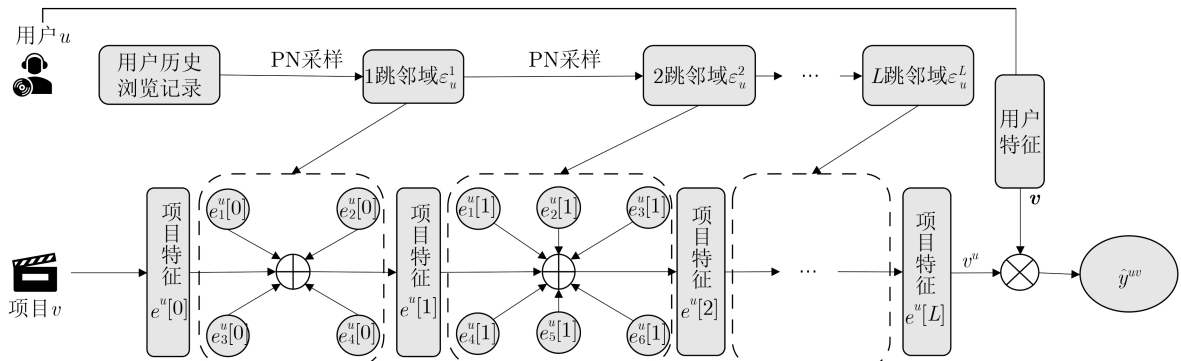 用户u
用户历史
浏览记录
PN采样
1跳邻域ε_u^1
PN采样
2跳邻域ε_u^2
···
L跳邻域ε_u^L
用户
特征
v
项目v
项目特征
e^u[0]
e_1^u[0]
e_2^u[0]
e_3^u[0]
e_4^u[0]
项目特征
e^u[1]
e_1^u[1]
e_2^u[1]
e_3^u[1]
e_4^u[1]
e_5^u[1]
e_6^u[1]
项目特征
e^u[2]
···
项目特征
e^u[L]
v^u
ŷ^{uv}